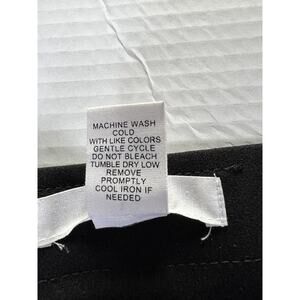 MACHINE WASH
COLD
WITH LIKE COLORS
GENTLE CYCLE
DO NOT BLEACH
TUMBLE DRY LOW
REMOVE
PROMPTLY
COOL IRON IF
NEEDED